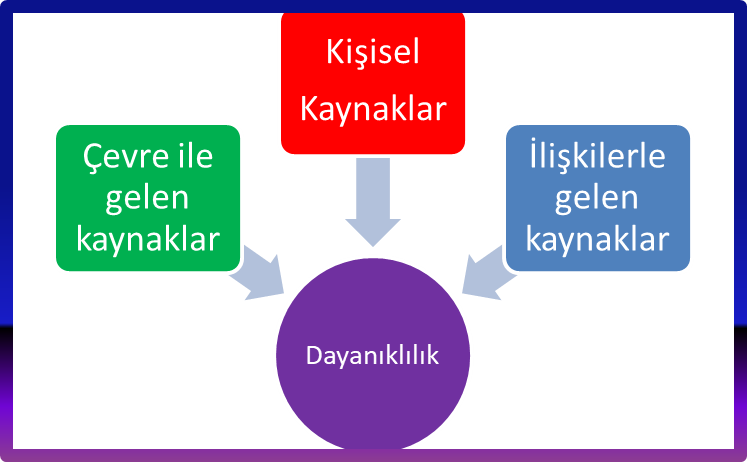 Kişisel
Kaynaklar
Çevre ile
gelen
kaynaklar
İlişkilerle
gelen
kaynaklar
Dayanıklılık